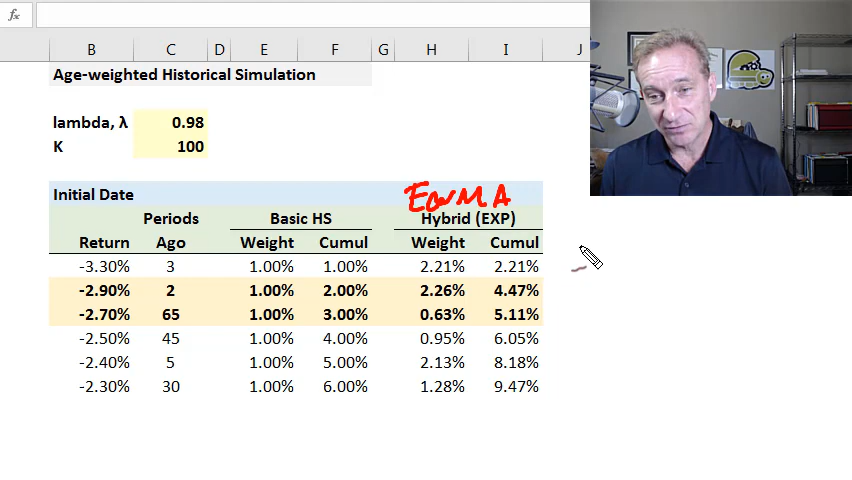 fx
B C D E F G H I J
Age-weighted Historical Simulation
lambda, λ 0.98
K 100
Initial Date EWMA
Periods Basic HS Hybrid (EXP)
Return Ago Weight Cumul Weight Cumul
-3.30% 3 1.00% 1.00% 2.21% 2.21%
-2.90% 2 1.00% 2.00% 2.26% 4.47%
-2.70% 65 1.00% 3.00% 0.63% 5.11%
-2.50% 45 1.00% 4.00% 0.95% 6.05%
-2.40% 5 1.00% 5.00% 2.13% 8.18%
-2.30% 30 1.00% 6.00% 1.28% 9.47%